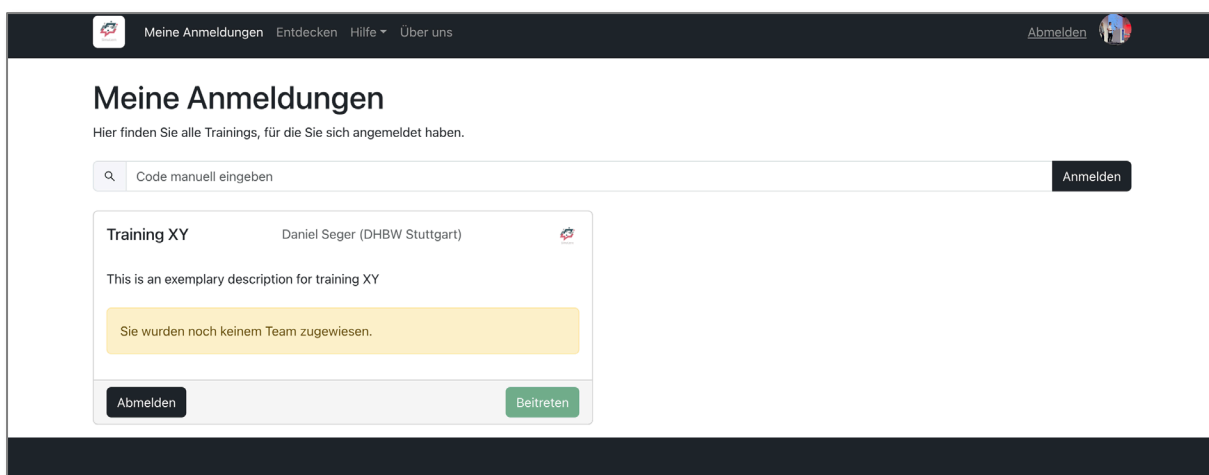 Meine Anmeldungen Entdecken Hilfe Über uns Abmelden
Meine Anmeldungen
Hier finden Sie alle Trainings, für die Sie sich angemeldet haben.
Code manuell eingeben Anmelden
Training XY Daniel Seger (DHBW Stuttgart)
This is an exemplary description for training XY
Sie wurden noch keinem Team zugewiesen.
Abmelden Beitreten